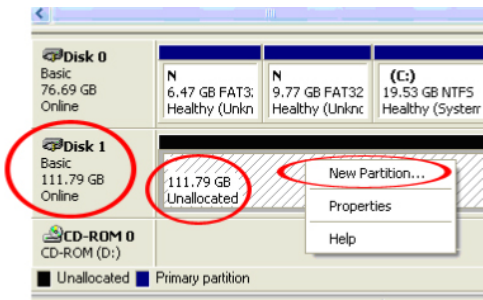 Disk 0
Basic
76.69 GB
Online
N
6.47 GB FAT3:
Healthy (Unkn
N
9.77 GB FAT32
Healthy (Unknc
(C:)
19.53 GB NTFS
Healthy (System
Disk 1
Basic
111.79 GB
Online
111.79 GB
Unallocated
New Partition...
Properties
Help
CD-ROM 0
CD-ROM (D:)
Unallocated Primary partition